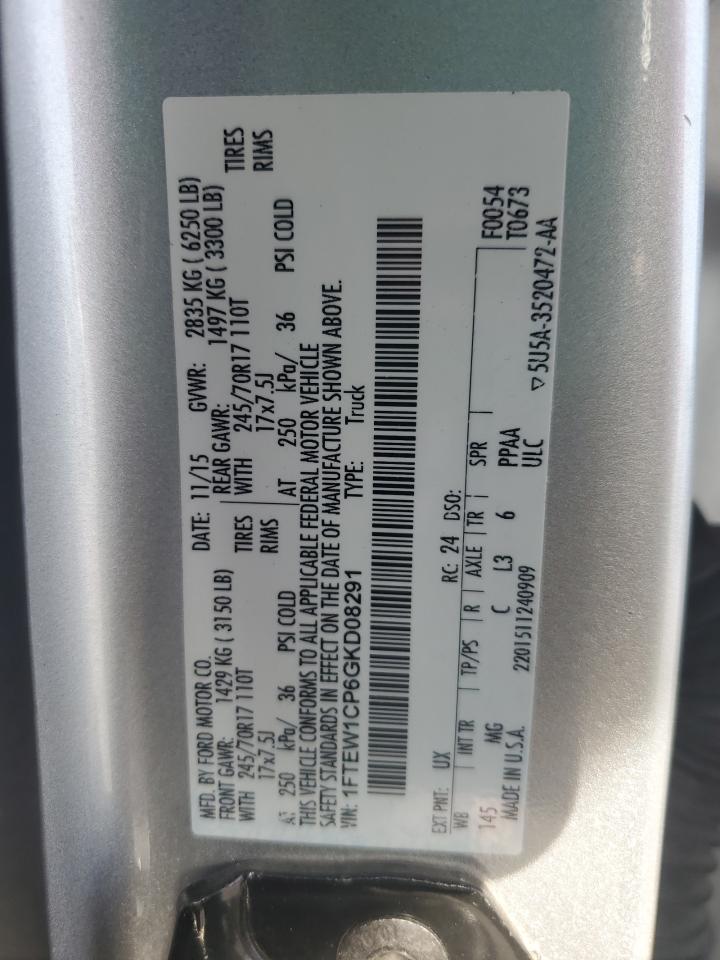 MFD. BY FORD MOTOR CO. DATE: 11/15 GVWR: 2835 KG ( 6250 LB)
FRONT GAWR: 1429 KG ( 3150 LB) REAR GAWR: 1497 KG ( 3300 LB)
WITH 245/70R17 110T TIRES WITH 245/70R17 110T TIRES
17x7.5J RIMS 17x7.5J RIMS
AT 250 kPa/ 36 PSI COLD AT 250 kPa/ 36 PSI COLD
THIS VEHICLE CONFORMS TO ALL APPLICABLE FEDERAL MOTOR VEHICLE
SAFETY STANDARDS IN EFFECT ON THE DATE OF MANUFACTURE SHOWN ABOVE.
VIN: 1FTEW1CP6GKD08291 TYPE: Truck
EXT PNT: UX RC: 24 DSO:
WB INT TR TP/PS R AXLE TR SPR F0054
145 MG C L3 6 PPAA T0673
MADE IN U.S.A. 2201511240909 ULC
▽5U5A-3520472-AA